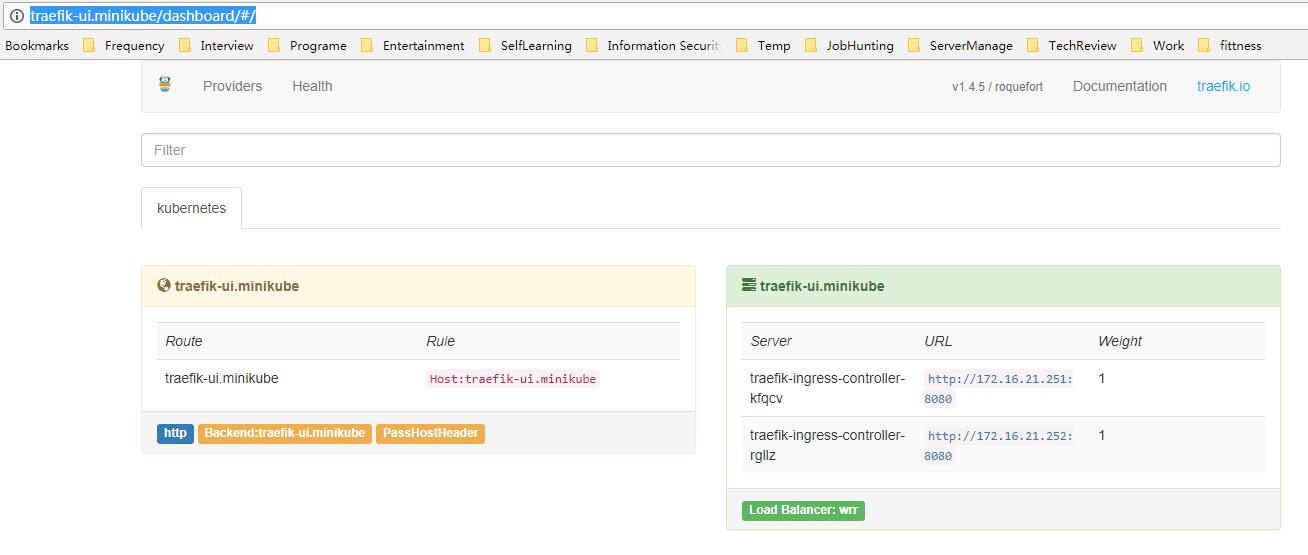 traefik-ui.minikube/dashboard/#/
Bookmarks Frequency Interview Programe Entertainment SelfLearning Information Securit Temp JobHunting ServerManage TechReview Work fittness
Providers Health v1.4.5 / roquefort Documentation traefik.io
Filter
kubernetes
traefik-ui.minikube
Route Rule
traefik-ui.minikube Host:traefik-ui.minikube
http Backend:traefik-ui.minikube PassHostHeader
traefik-ui.minikube
Server URL Weight
traefik-ingress-controller- http://172.16.21.251: 1
kfqcv 8080
traefik-ingress-controller- http://172.16.21.252: 1
rgllz 8080
Load Balancer: wrr